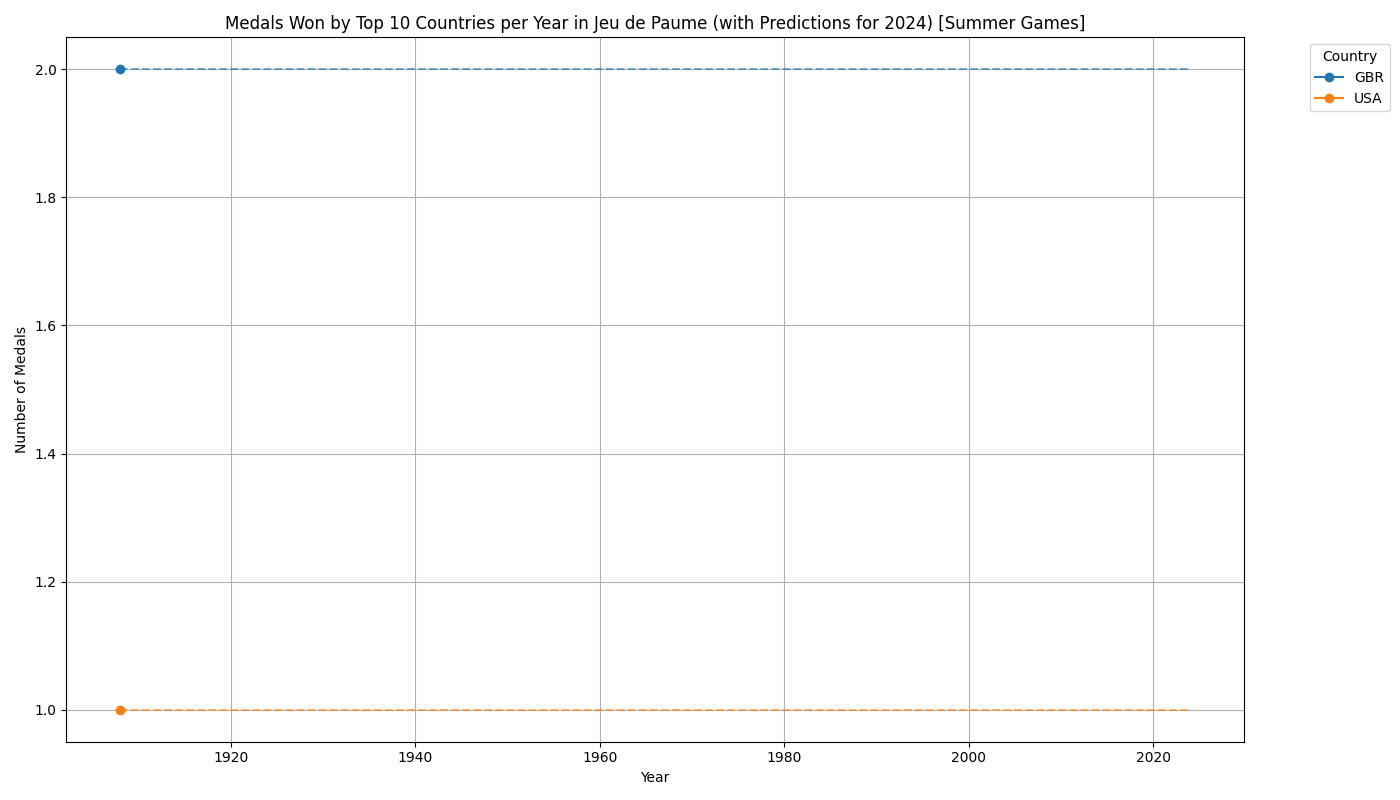 Medals Won by Top 10 Countries per Year in Jeu de Paume (with Predictions for 2024) [Summer Games]
Country
GBR
USA
Number of Medals
2.0
1.8
1.6
1.4
1.2
1.0
1920 1940 1960 1980 2000 2020
Year